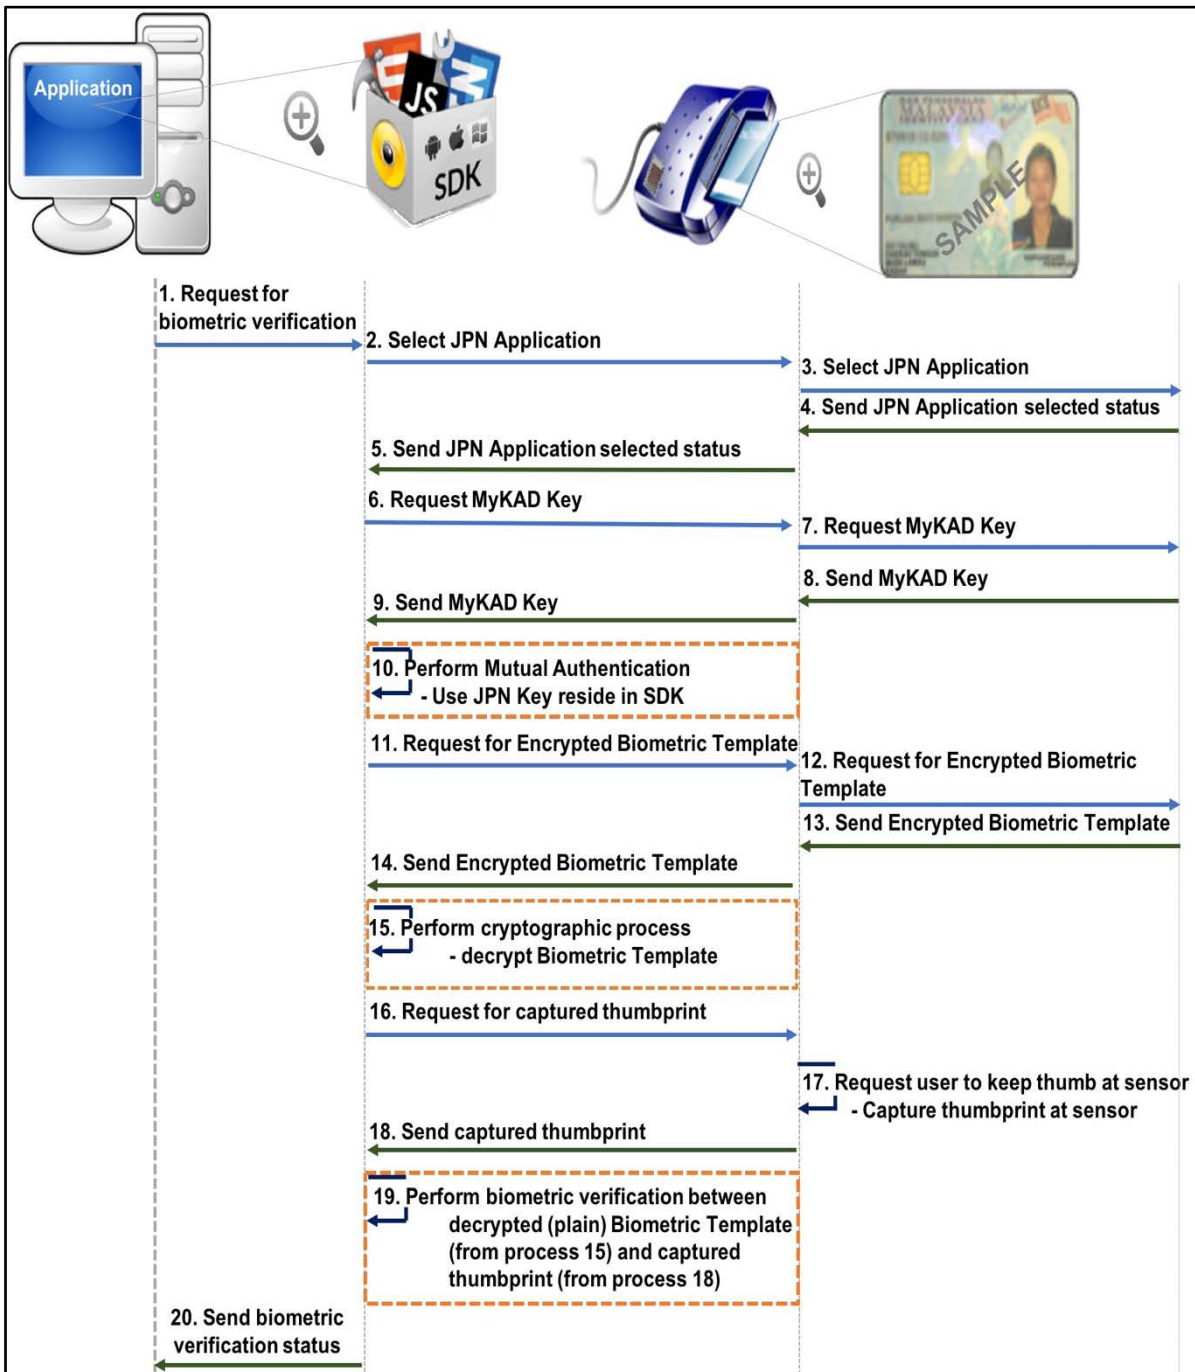 Application
JS
SDK
MALAYSIA
SAMPLE
1. Request for
biometric verification
2. Select JPN Application
3. Select JPN Application
4. Send JPN Application selected status
5. Send JPN Application selected status
6. Request MyKAD Key
7. Request MyKAD Key
8. Send MyKAD Key
9. Send MyKAD Key
10. Perform Mutual Authentication
- Use JPN Key reside in SDK
11. Request for Encrypted Biometric Template
12. Request for Encrypted Biometric
Template
13. Send Encrypted Biometric Template
14. Send Encrypted Biometric Template
15. Perform cryptographic process
- decrypt Biometric Template
16. Request for captured thumbprint
17. Request user to keep thumb at sensor
- Capture thumbprint at sensor
18. Send captured thumbprint
19. Perform biometric verification between
decrypted (plain) Biometric Template
(from process 15) and captured
thumbprint (from process 18)
20. Send biometric
verification status